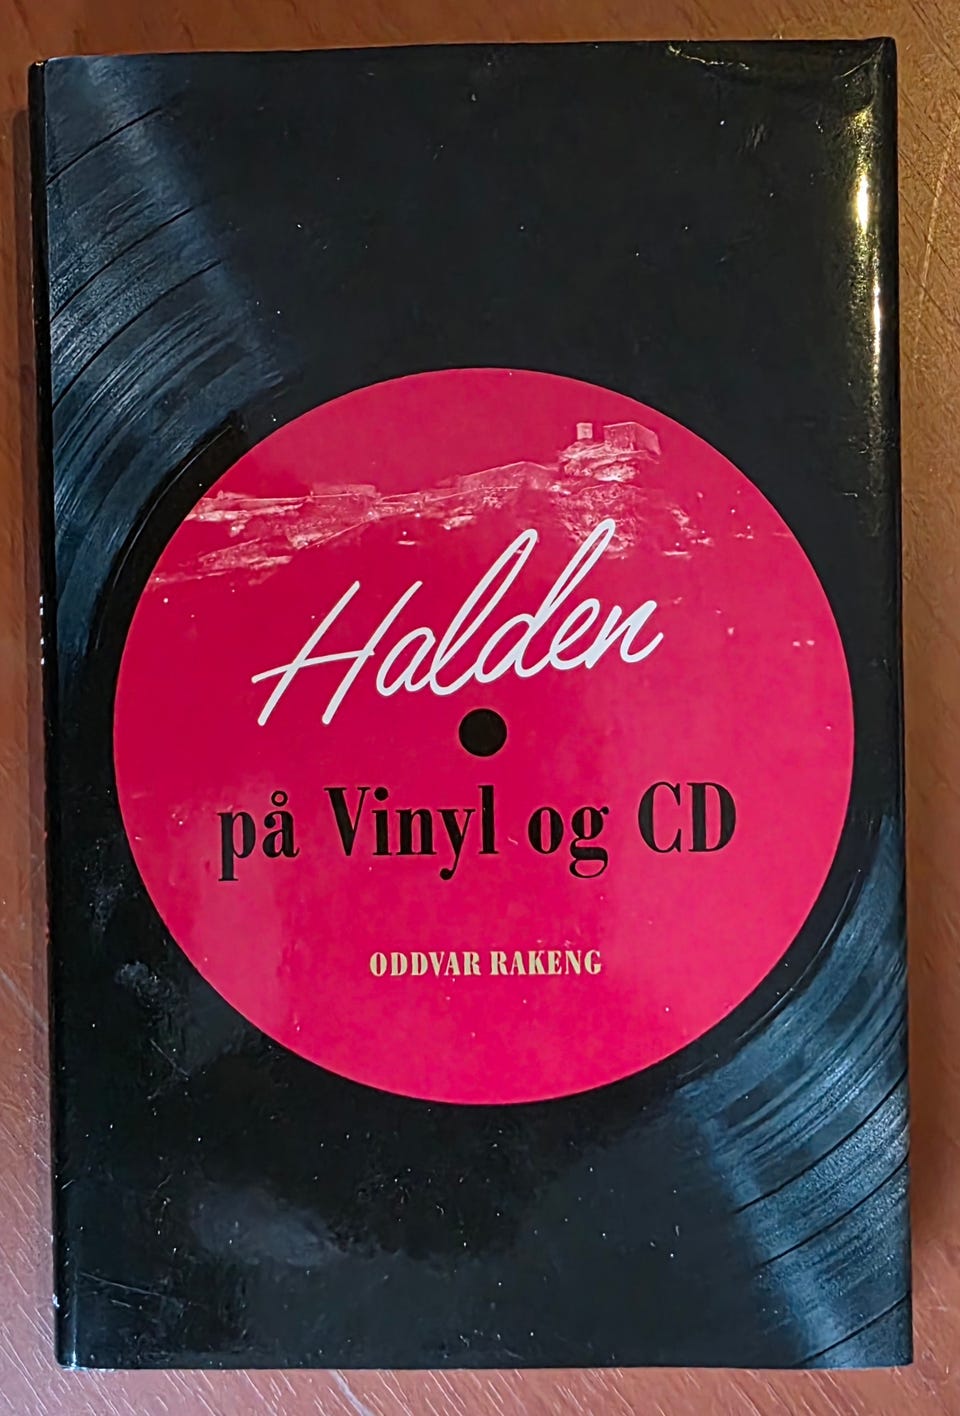 Halden
på Vinyl og CD
ODDVAR RAKENG